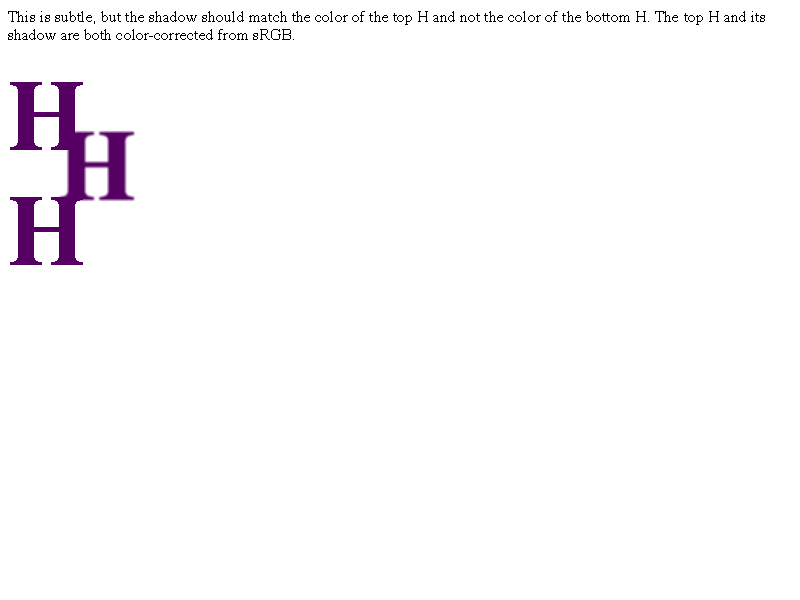 This is subtle, but the shadow should match the color of the top H and not the color of the bottom H. The top H and its
shadow are both color-corrected from sRGB.
H
H
H